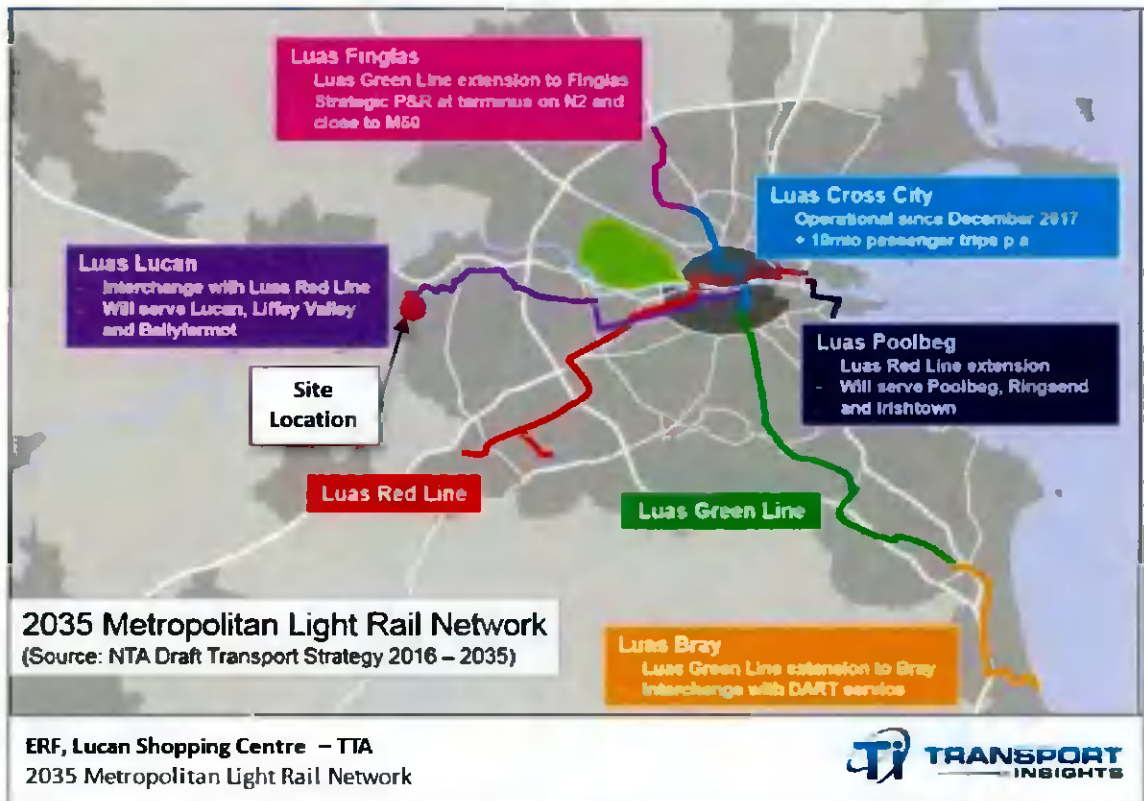 Luas Finglas
Luas Green Line extension to Finglas
Strategic P&R at terminus on N2 and
close to M50
Luas Cross City
Operational since December 2017
+ 10mio passenger trips p a
Luas Lucan
- Interchange with Luas Red Line
Will serve Lucan, Liffey Valley
and Ballyfermot
Luas Poolbeg
Luas Red Line extension
- Will serve Poolbeg, Ringsend
and Irishtown
Site
Location
Luas Red Line
Luas Green Line
2035 Metropolitan Light Rail Network
(Source: NTA Draft Transport Strategy 2016 – 2035)
Luas Bray
Luas Green Line extension to Bray
Interchange with DART service
ERF, Lucan Shopping Centre – TTA
2035 Metropolitan Light Rail Network
TRANSPORT
INSIGHTS